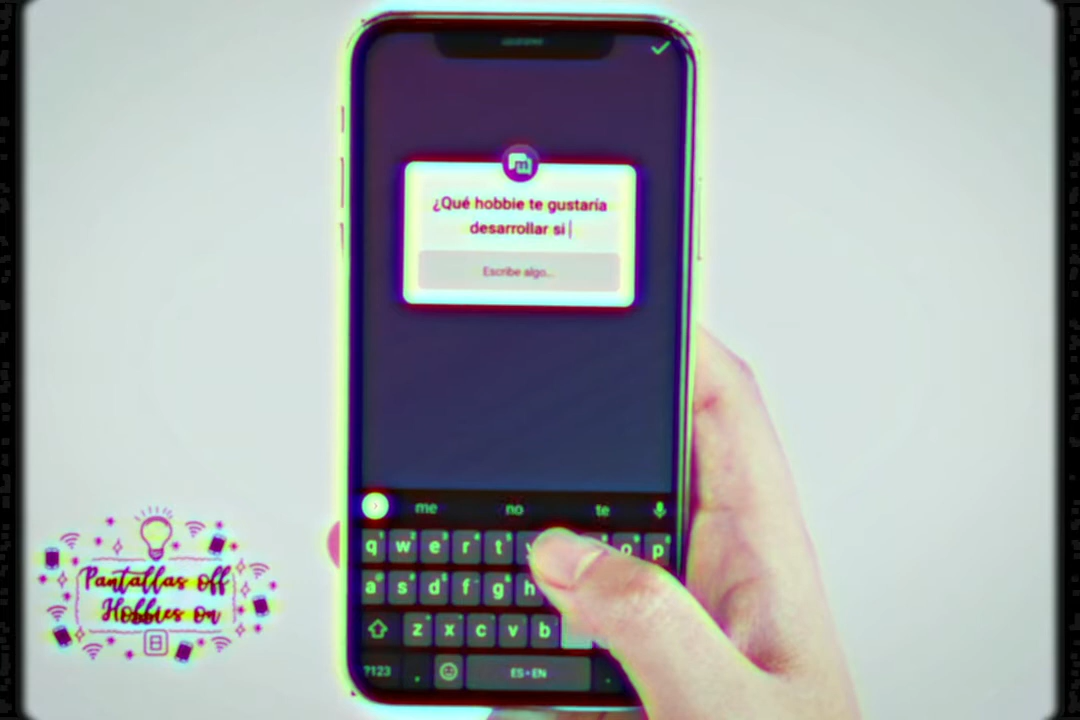 ¿Qué hobbie te gustaría
desarrollar si
Escribe algo...
me no te
q w e r t y o p
a s d f g h
z x c v b
?123 , ES•EN .
Pantallas off
Hobbies on